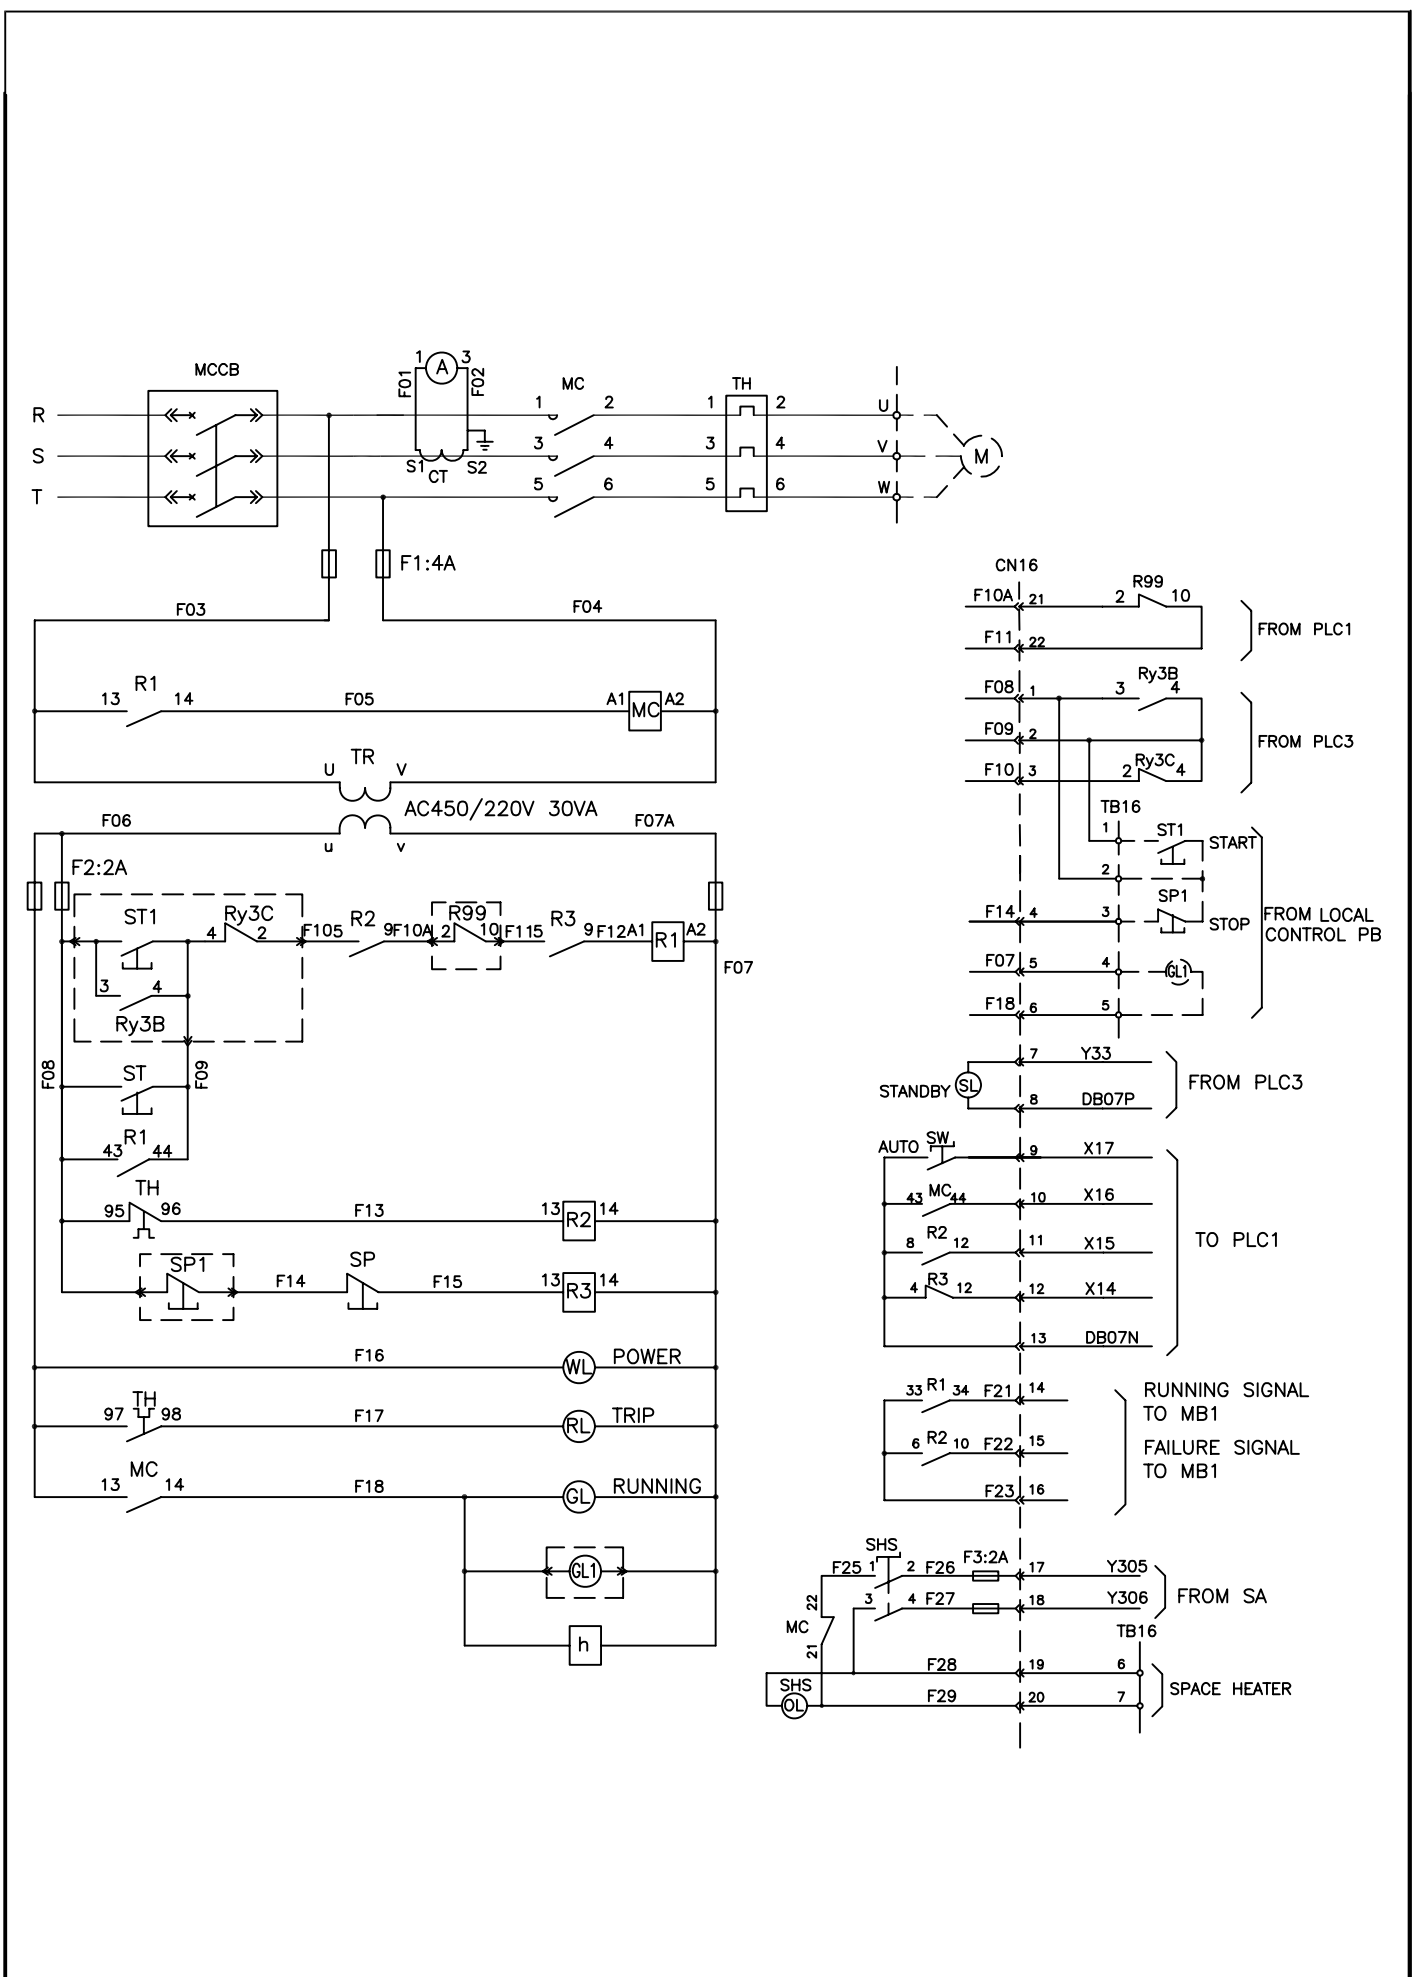 MCCB
1 A 3
F01 F02
MC
TH
R
1 2
1 2
U
S
3 4
3 4
V
M
S1 CT S2
T
5 6
5 6
W
F1:4A
F03
F04
R1
13 14
F05
A1 MC A2
TR
U V
AC450/220V 30VA
F06
F07A
u v
F2:2A
ST1
Ry3C
4 2
F105
R2
9 F10A
R99
2 10
F115
R3
9 F12 A1 R1 A2
F07
3 4
Ry3B
F08
ST
F09
R1
43 44
TH
95 96
F13
13 R2 14
SP1
F14
SP
F15
13 R3 14
F16
WL POWER
TH
97 98
F17
RL TRIP
MC
13 14
F18
GL RUNNING
GL1
h
CN16
F10A 21
2 R99 10
F11 22
FROM PLC1
F08 1
3 Ry3B 4
F09 2
FROM PLC3
F10 3
2 Ry3C 4
TB16
1 ST1 START
2
SP1
F14 4
3 STOP
FROM LOCAL
CONTROL PB
F07 5
4 GL1
F18 6
5
7 Y33
STANDBY SL
FROM PLC3
8 DB07P
AUTO SW
9 X17
43 MC 44
10 X16
8 R2 12
11 X15
TO PLC1
4 R3 12
12 X14
13 DB07N
33 R1 34 F21 14
RUNNING SIGNAL
TO MB1
6 R2 10 F22 15
FAILURE SIGNAL
TO MB1
F23 16
SHS
F25 1 2 F26 F3:2A 17 Y305
22
3 4 F27 18 Y306
FROM SA
MC
21
TB16
F28 19 6
SHS
OL
F29 20 7
SPACE HEATER